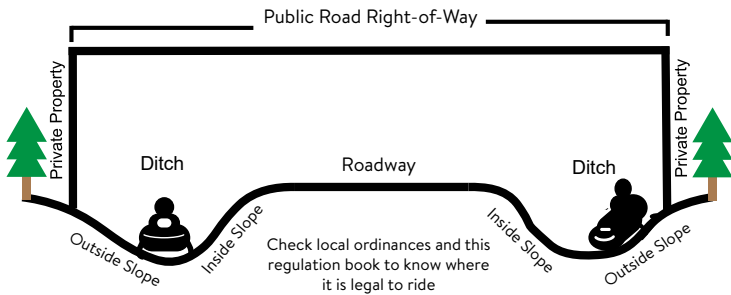 Public Road Right-of-Way
Private Property
Private Property
Ditch
Roadway
Ditch
Outside Slope
Inside Slope
Inside Slope
Outside Slope
Check local ordinances and this
regulation book to know where
it is legal to ride